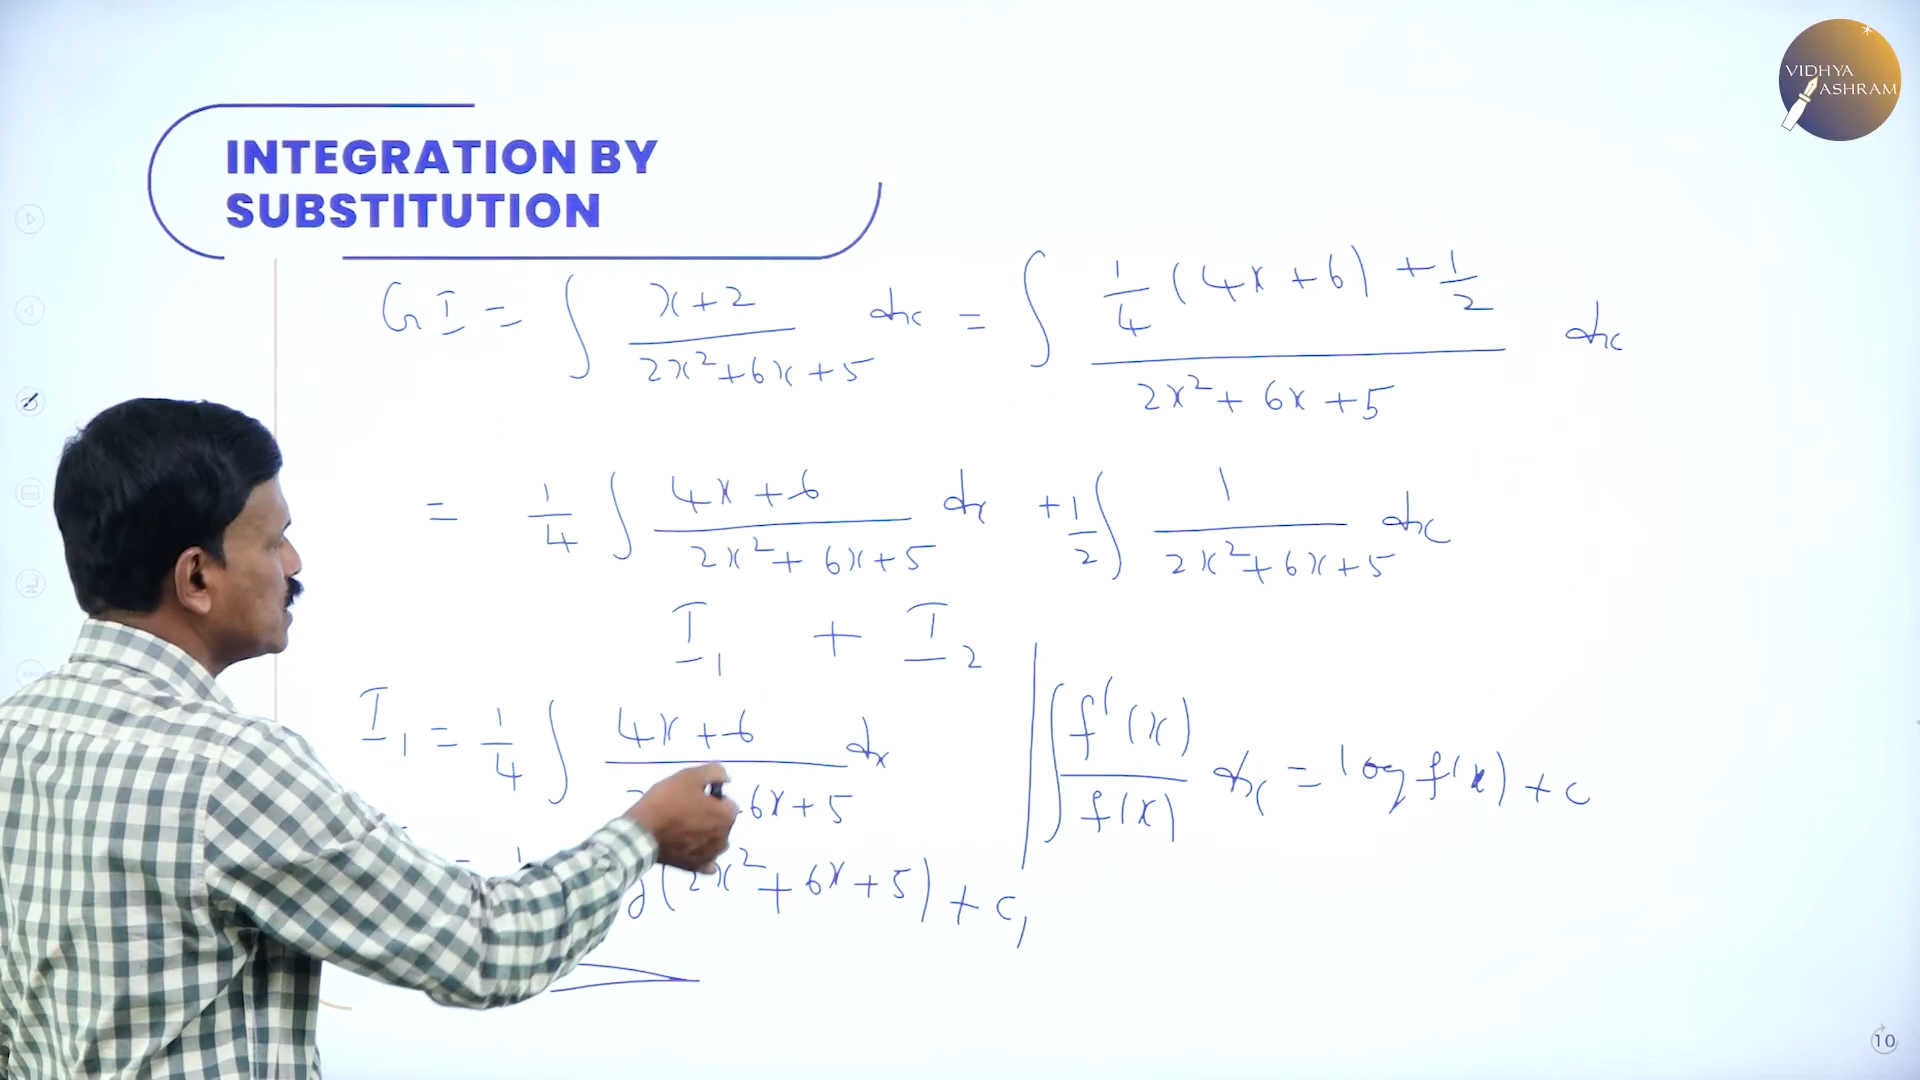 VIDHYA
ASHRAM
INTEGRATION BY
SUBSTITUTION
GI = ∫ (x+2)/(2x²+6x+5) dx = ∫ (1/4 (4x+6) + 1/2)/(2x²+6x+5) dx
= 1/4 ∫ (4x+6)/(2x²+6x+5) dx + 1/2 ∫ 1/(2x²+6x+5) dx
I₁ + I₂
I₁ = 1/4 ∫ (4x+6)/( 6x+5) dx
∫ f'(x)/f(x) dx = log f(x) + c
= (2x²+6x+5) + c₁
10